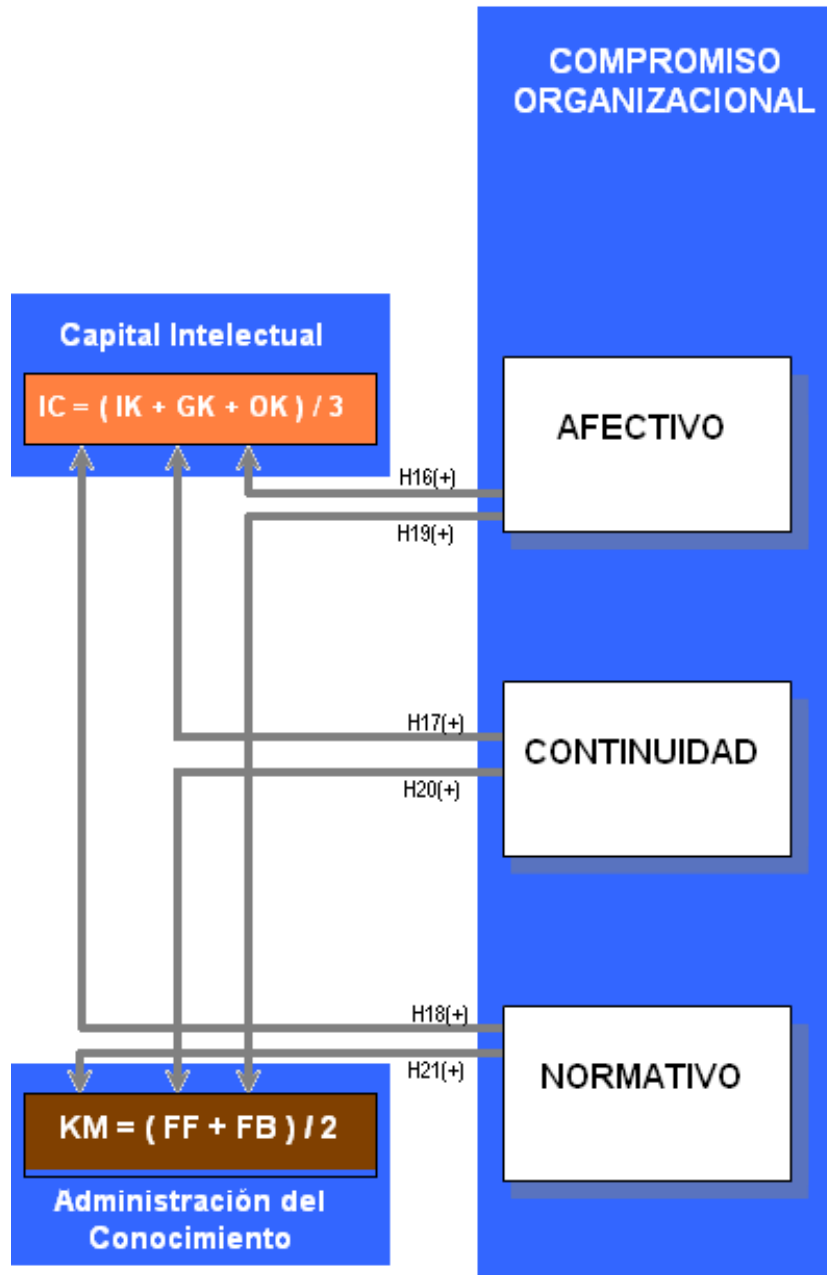 COMPROMISO
ORGANIZACIONAL
Capital Intelectual
IC = ( IK + GK + OK ) / 3
AFECTIVO
H16(+)
H19(+)
H17(+)
CONTINUIDAD
H20(+)
H18(+)
H21(+)
NORMATIVO
KM = ( FF + FB ) / 2
Administración del
Conocimiento